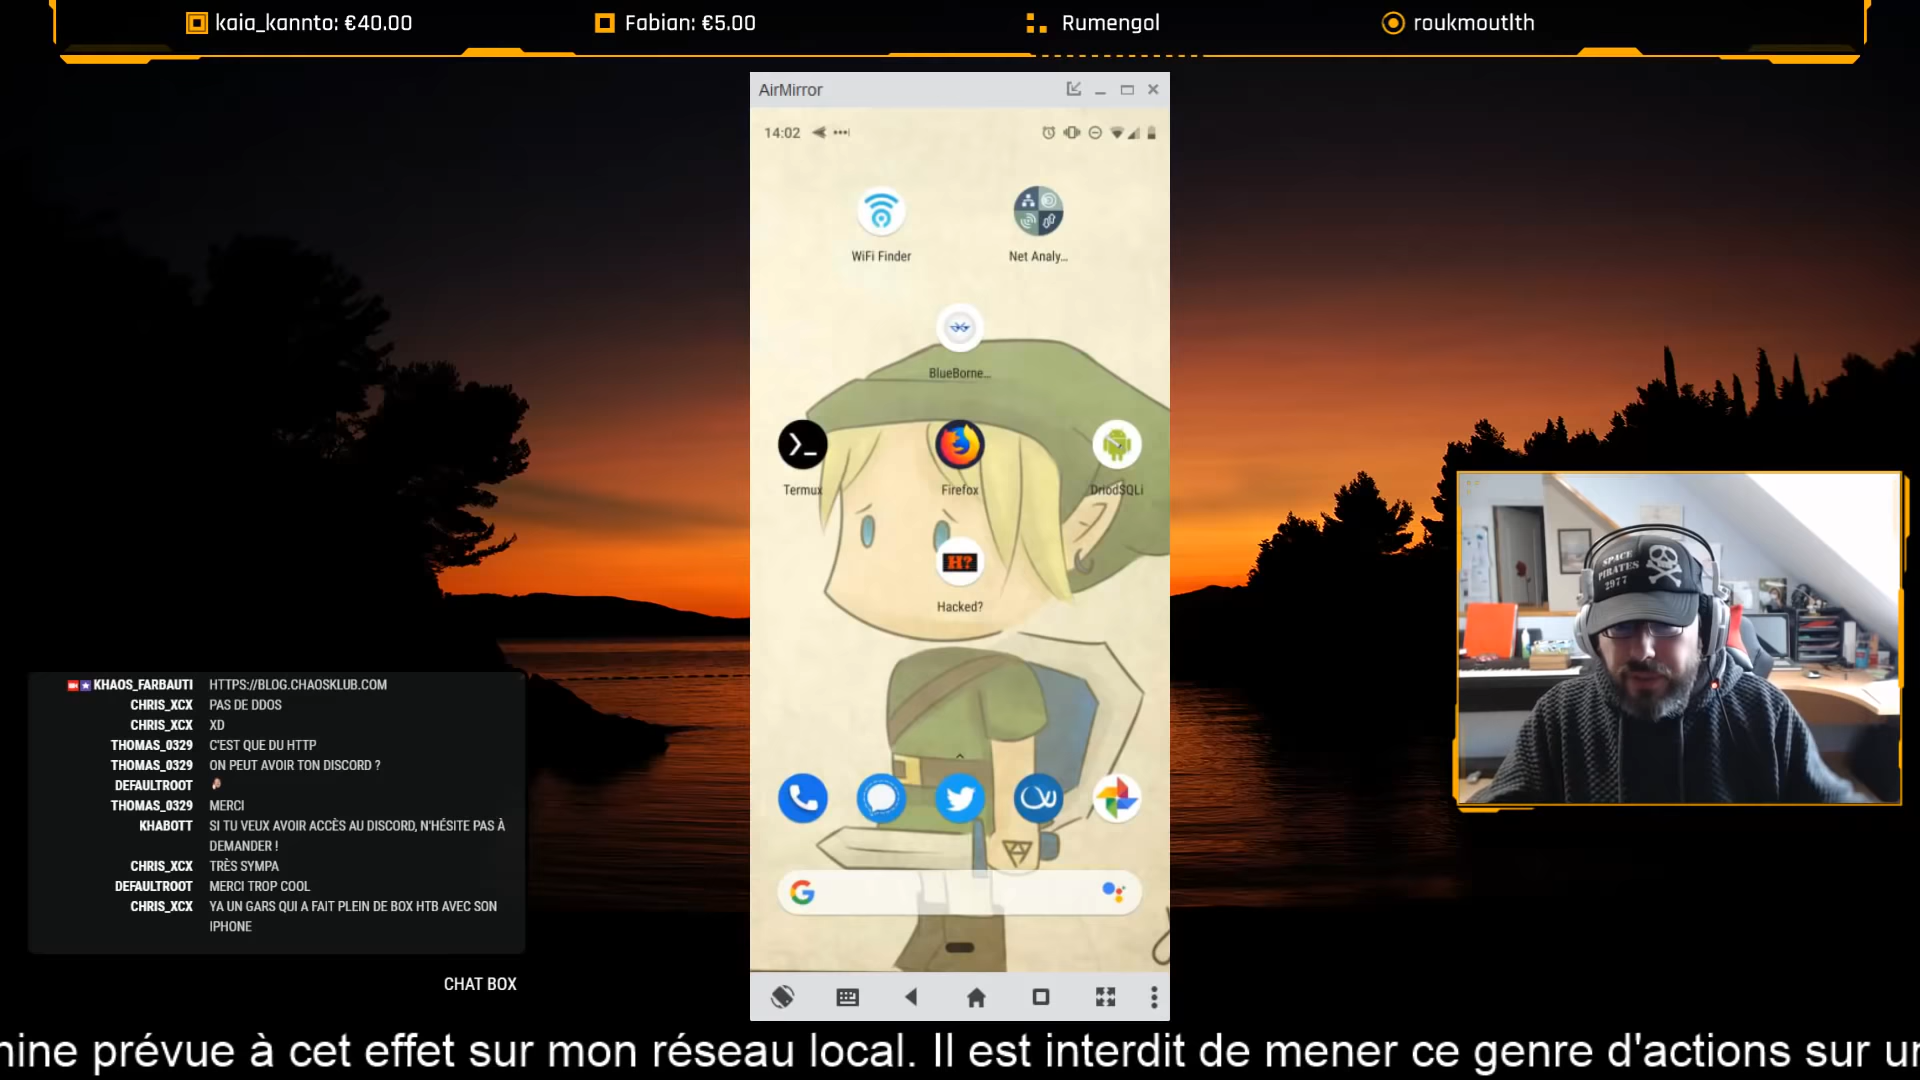 kaia_kannto: €40.00
Fabian: €5.00
Rumengol
roukmoutlth
AirMirror
14:02
WiFi Finder
Net Analy...
BlueBorne...
Termux
Firefox
DriodSQLi
H?
Hacked?
SPACE
PIRATES
2977
KHAOS_FARBAUTI HTTPS://BLOG.CHAOSKLUB.COM
CHRIS_XCX PAS DE DDOS
CHRIS_XCX XD
THOMAS_0329 C'EST QUE DU HTTP
THOMAS_0329 ON PEUT AVOIR TON DISCORD ?
DEFAULTROOT
THOMAS_0329 MERCI
KHABOTT SI TU VEUX AVOIR ACCÈS AU DISCORD, N'HÉSITE PAS À
DEMANDER !
CHRIS_XCX TRÈS SYMPA
DEFAULTROOT MERCI TROP COOL
CHRIS_XCX YA UN GARS QUI A FAIT PLEIN DE BOX HTB AVEC SON
IPHONE
CHAT BOX
hine prévue à cet effet sur mon réseau local. Il est interdit de mener ce genre d'actions sur un